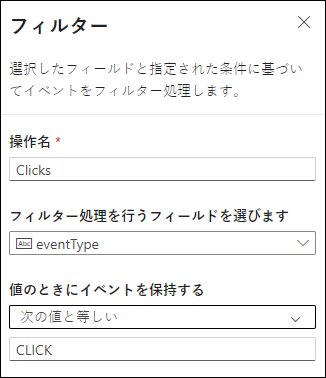 フィルター
選択したフィールドと指定された条件に基づい
てイベントをフィルター処理します。
操作名 *
Clicks
フィルター処理を行うフィールドを選びます
Abc eventType
値のときにイベントを保持する
次の値と等しい
CLICK